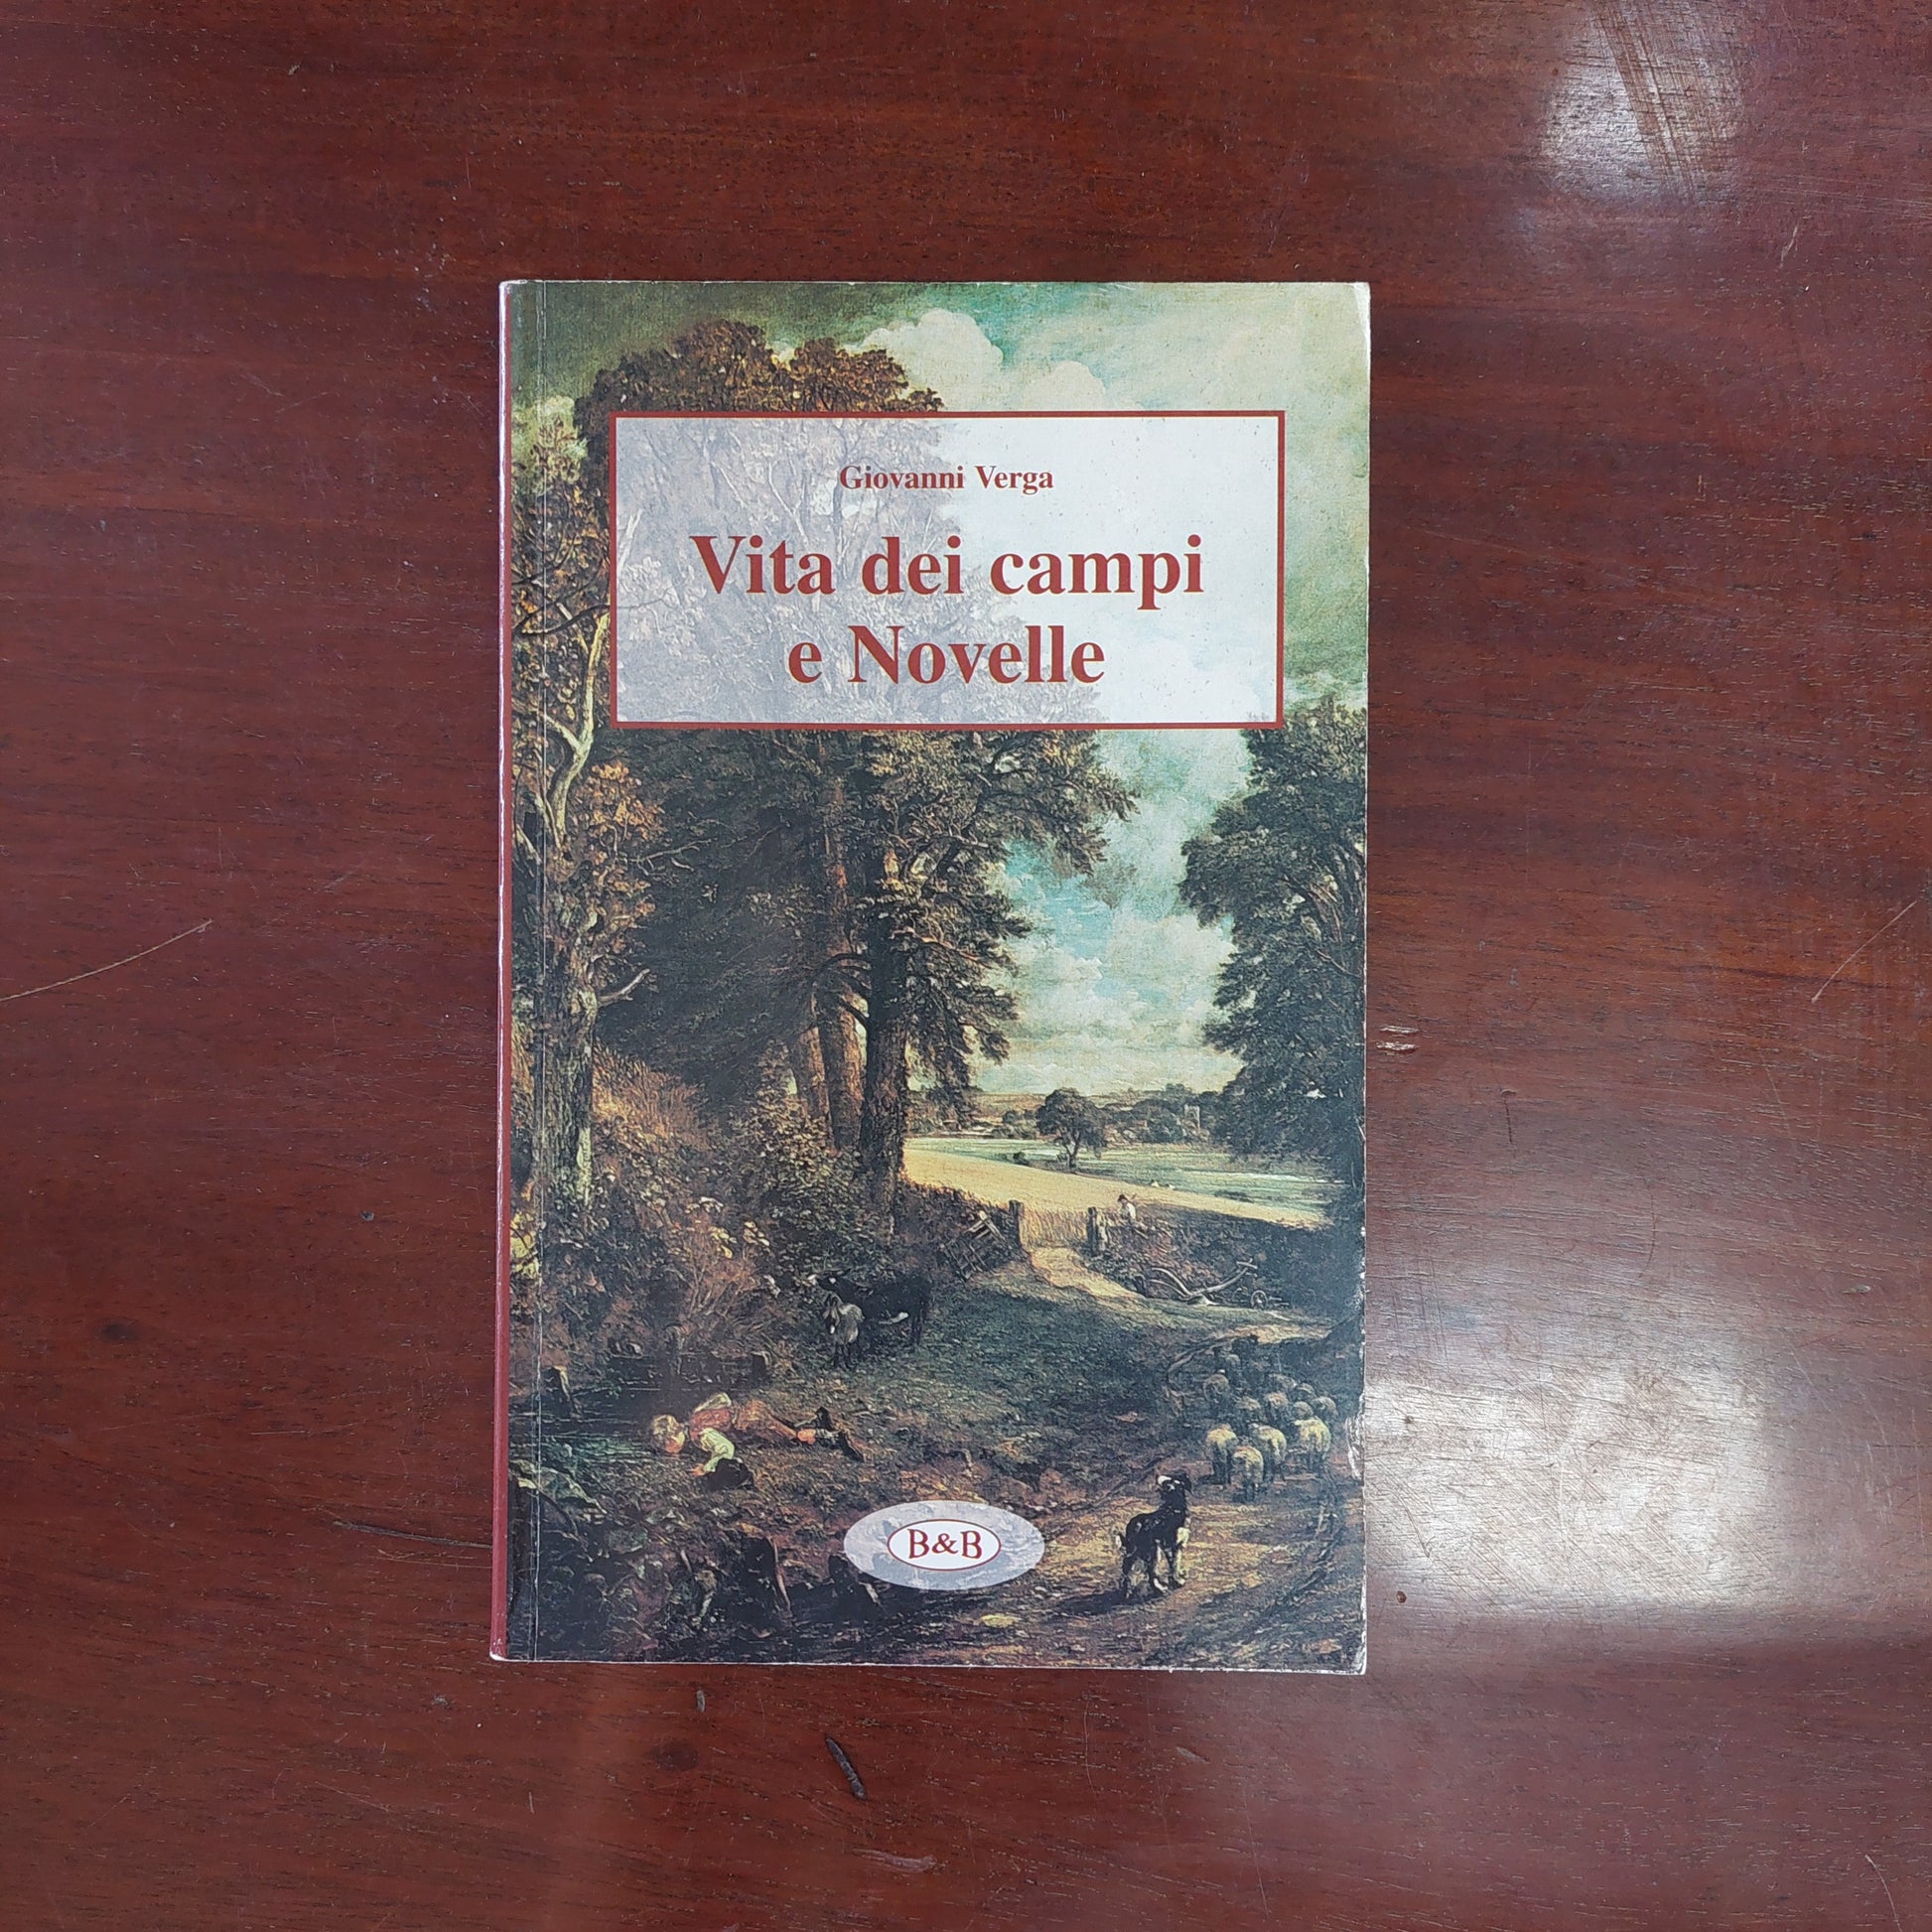 Giovanni Verga
Vita dei campi
e Novelle
B&B